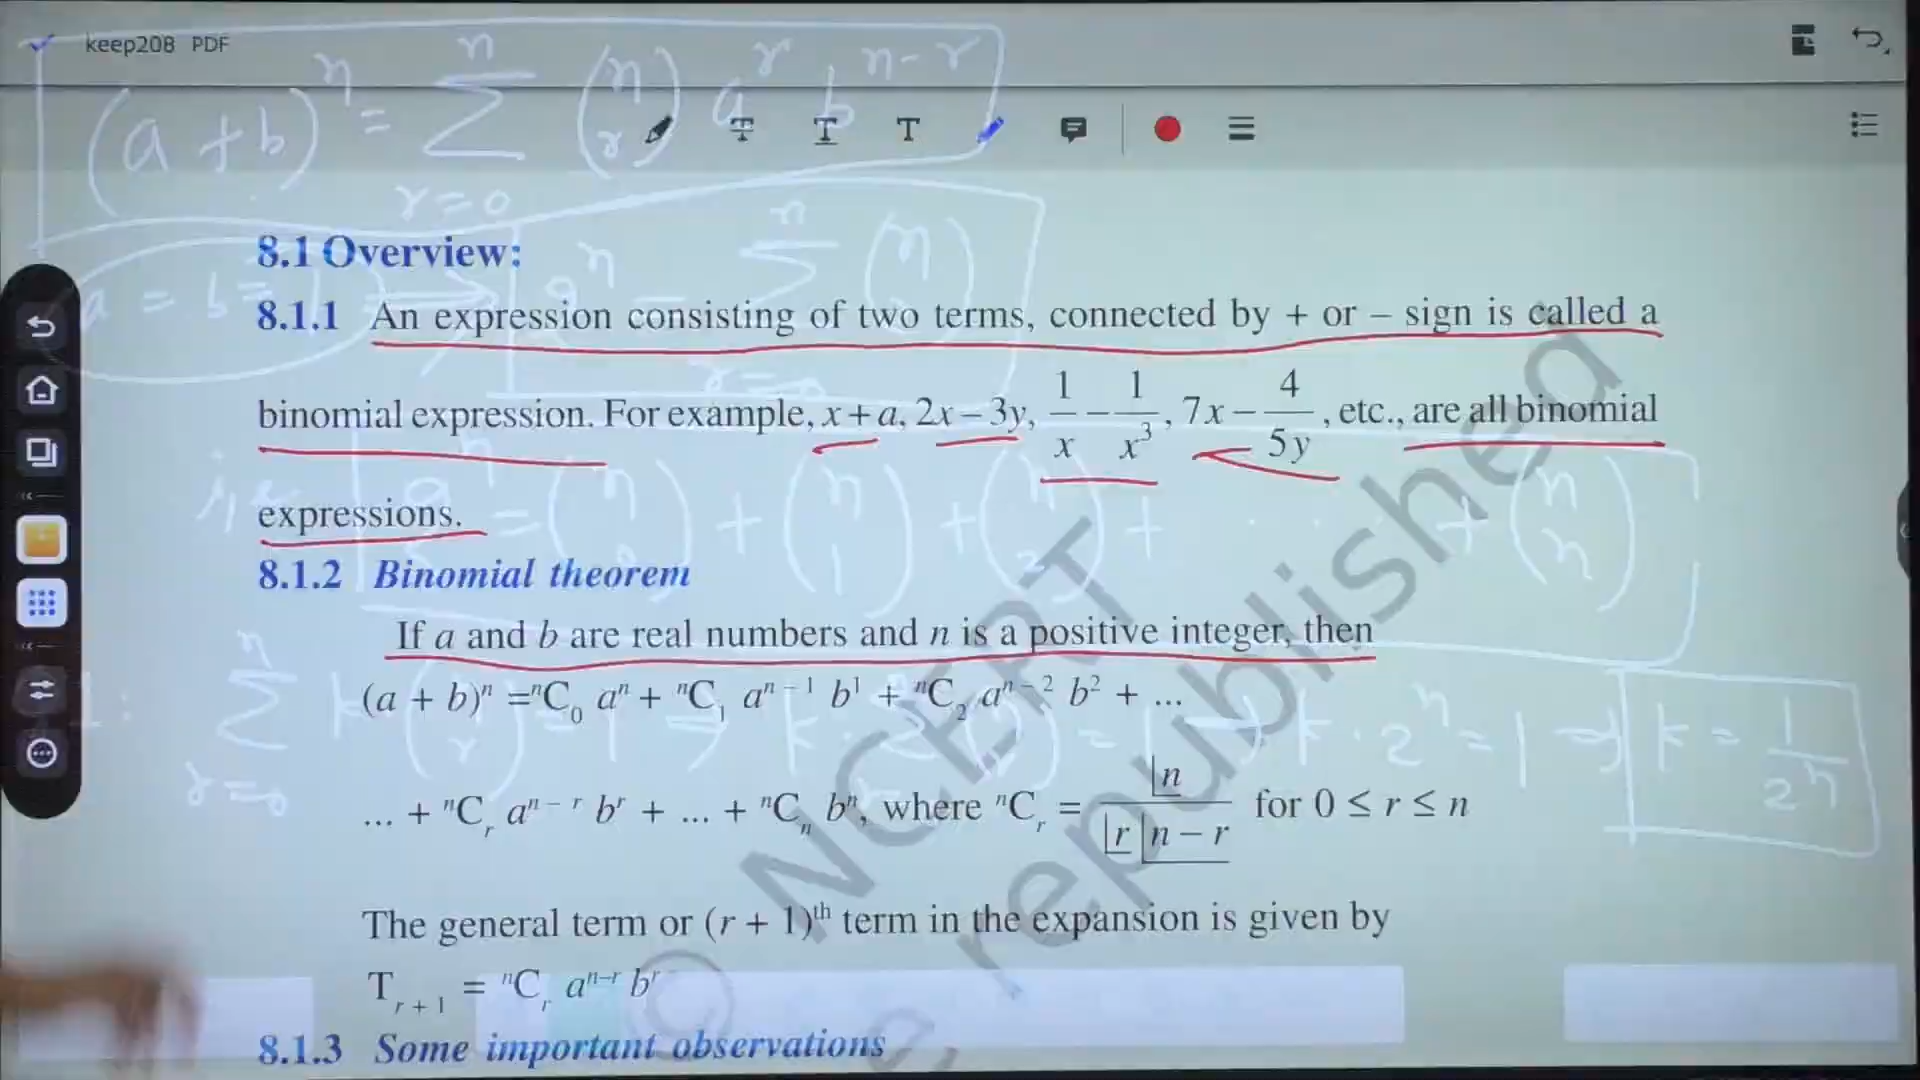 keep208 PDF
(a + b)ⁿ = Σ (n r) aʳ bⁿ⁻ʳ
n
r = 0
8.1 Overview:
8.1.1 An expression consisting of two terms, connected by + or – sign is called a
binomial expression. For example, x + a, 2x – 3y, 1/x – 1/x³, 7x – 4/5y, etc., are all binomial
expressions.
8.1.2 Binomial theorem
If a and b are real numbers and n is a positive integer, then
(a + b)ⁿ = ⁿC₀ aⁿ + ⁿC₁ aⁿ⁻¹ b¹ + ⁿC₂ aⁿ⁻² b² + ...
... + ⁿCᵣ aⁿ⁻ʳ bʳ + ... + ⁿCₙ bⁿ, where ⁿCᵣ = |n / |r |n – r for 0 ≤ r ≤ n
k · 2ⁿ = 1 ⇒ k = 1/2ⁿ
The general term or (r + 1)ᵗʰ term in the expansion is given by
Tᵣ₊₁ = ⁿCᵣ aⁿ⁻ʳ bʳ
8.1.3 Some important observations
© NCERT
republished